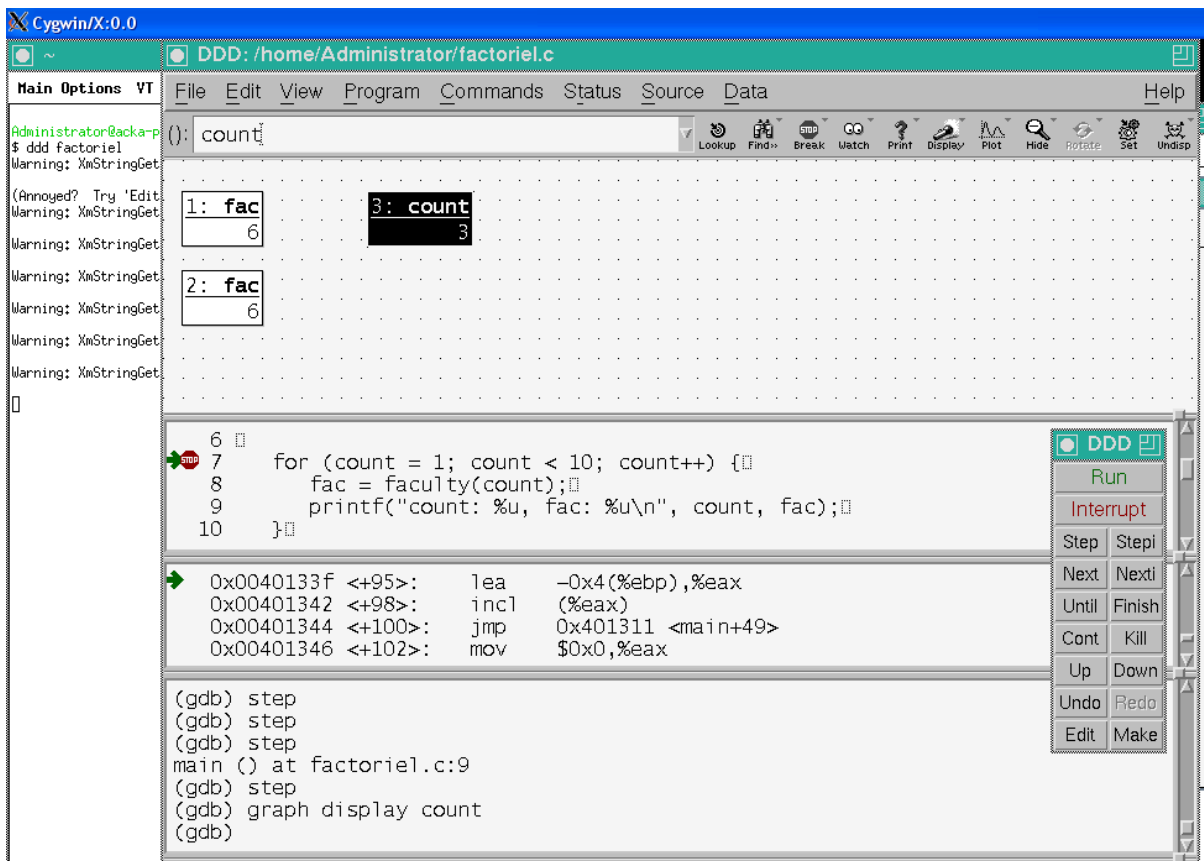 Cygwin/X:0.0
~
Main Options VT
Administrator@acka-p
$ ddd factoriel
Warning: XmStringGet
(Annoyed? Try 'Edit
Warning: XmStringGet
Warning: XmStringGet
Warning: XmStringGet
Warning: XmStringGet
Warning: XmStringGet
Warning: XmStringGet
DDD: /home/Administrator/factoriel.c
File Edit View Program Commands Status Source Data Help
(): count
Lookup Find» Break Watch Print Display Plot Hide Rotate Set Undisp
1: fac
6
3: count
3
2: fac
6
6
7 for (count = 1; count < 10; count++) {
8 fac = faculty(count);
9 printf("count: %u, fac: %u\n", count, fac);
10 }
0x0040133f <+95>: lea -0x4(%ebp),%eax
0x00401342 <+98>: incl (%eax)
0x00401344 <+100>: jmp 0x401311 <main+49>
0x00401346 <+102>: mov $0x0,%eax
(gdb) step
(gdb) step
(gdb) step
main () at factoriel.c:9
(gdb) step
(gdb) graph display count
(gdb)
DDD
Run
Interrupt
Step Stepi
Next Nexti
Until Finish
Cont Kill
Up Down
Undo Redo
Edit Make
STOP
STOP